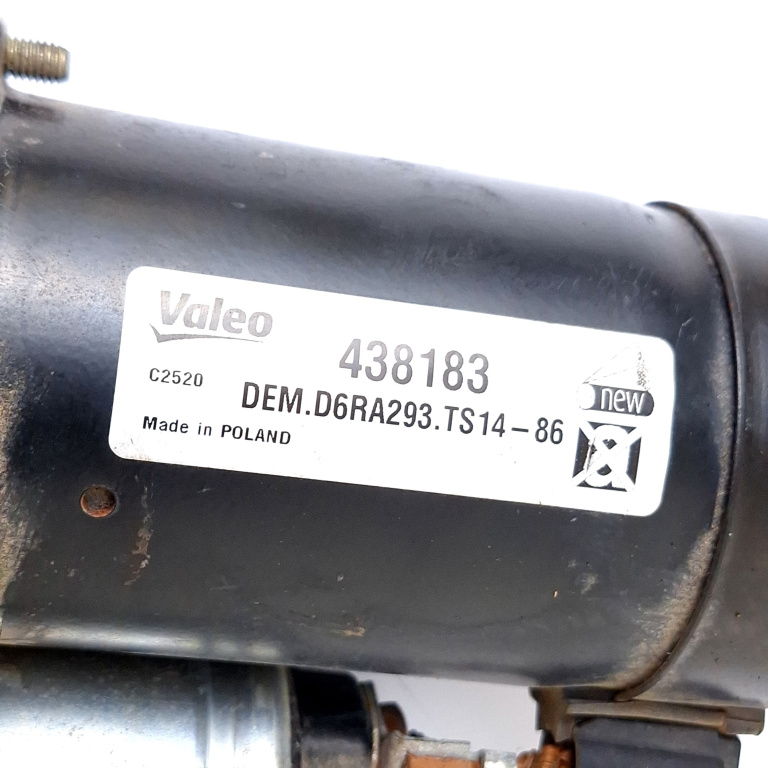 Valeo
438183
new
C2520
DEM.D6RA293.TS14-86
Made in POLAND